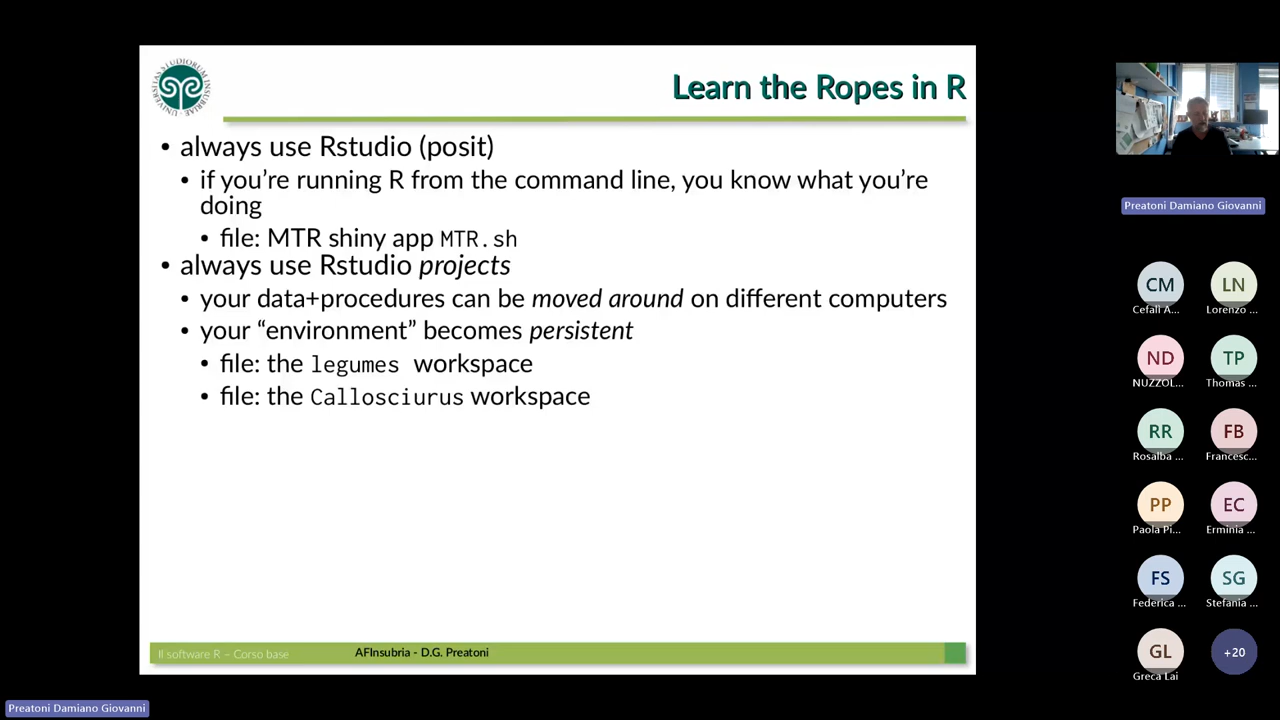 Learn the Ropes in R
• always use Rstudio (posit)
• if you’re running R from the command line, you know what you’re
doing
• file: MTR shiny app MTR.sh
• always use Rstudio projects
• your data+procedures can be moved around on different computers
• your “environment” becomes persistent
• file: the legumes workspace
• file: the Callosciurus workspace
Il software R – Corso base
AFInsubria - D.G. Preatoni
Preatoni Damiano Giovanni
CM
LN
Cefalì A...
Lorenzo ...
ND
TP
NUZZOL...
Thomas ...
RR
FB
Rosalba ...
Francesc...
PP
EC
Paola Pi...
Erminia ...
FS
SG
Federica ...
Stefania ...
GL
+20
Greca Lai
Preatoni Damiano Giovanni